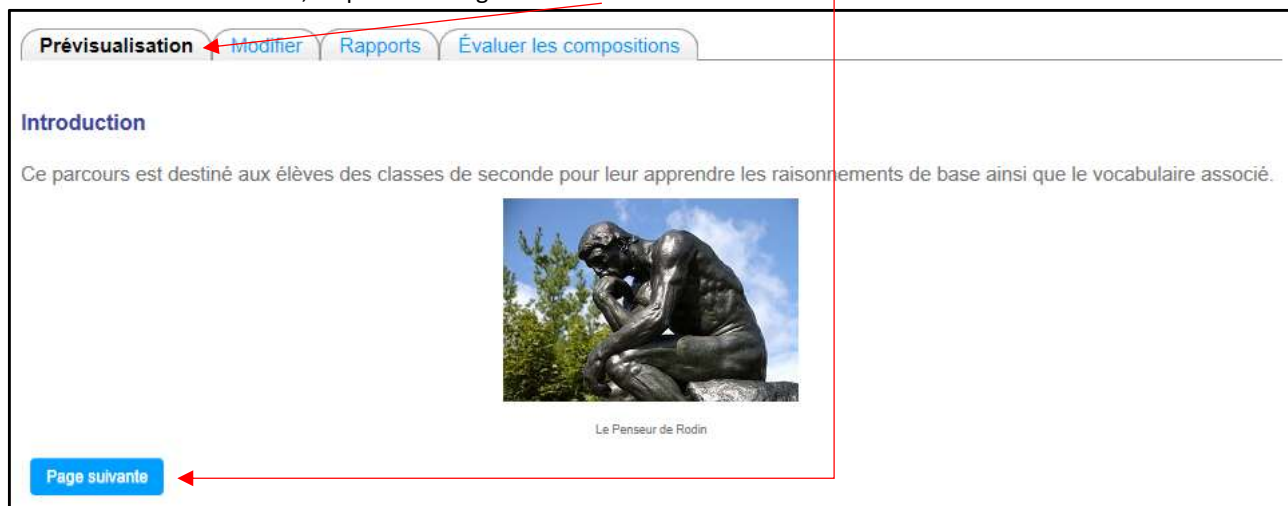 Prévisualisation Modifier Rapports Évaluer les compositions
Introduction
Ce parcours est destiné aux élèves des classes de seconde pour leur apprendre les raisonnements de base ainsi que le vocabulaire associé.
Le Penseur de Rodin
Page suivante